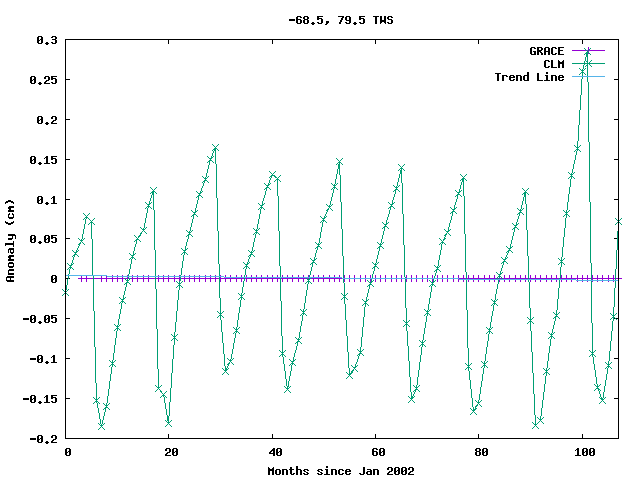 -68.5, 79.5 TWS
GRACE
CLM
Trend Line
0.3
0.25
0.2
0.15
0.1
0.05
0
-0.05
-0.1
-0.15
-0.2
Anomaly (cm)
0 20 40 60 80 100
Months since Jan 2002